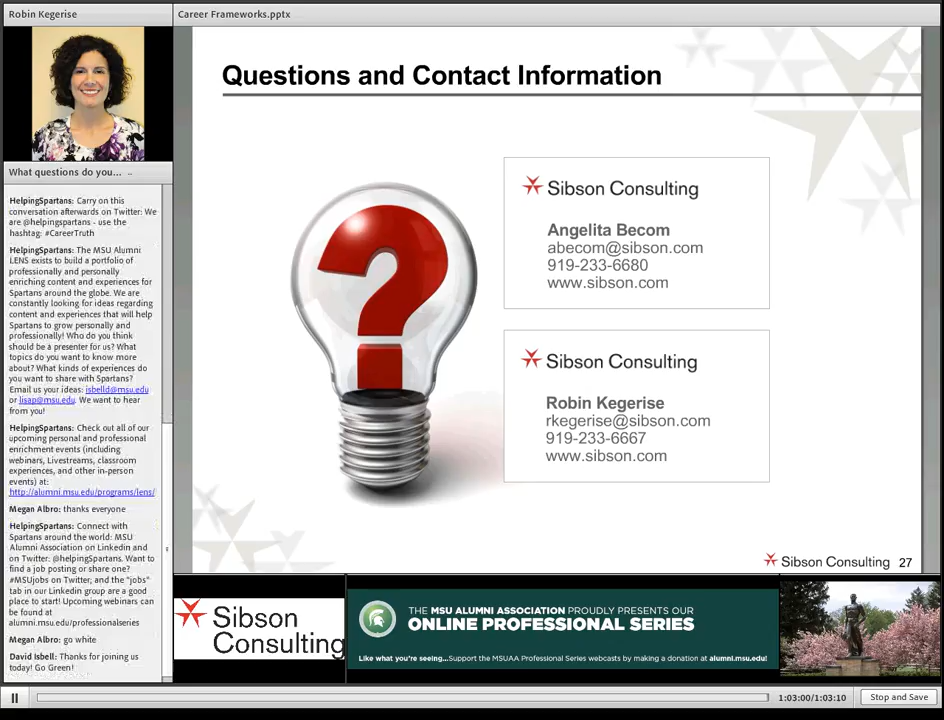 Robin Kegerise
Career Frameworks.pptx
What questions do you... ..
HelpingSpartans: Carry on this
conversation afterwards on Twitter: We
are @helpingspartans - use the
hashtag: #CareerTruth
HelpingSpartans: The MSU Alumni
LENS exists to build a portfolio of
professionally and personally
enriching content and experiences for
Spartans around the globe. We are
constantly looking for ideas regarding
content and experiences that will help
Spartans to grow personally and
professionally! Who do you think
should be a presenter for us? What
topics do you want to know more
about? What kinds of experiences do
you want to share with Spartans?
Email us your ideas: isbelld@msu.edu
or lisap@msu.edu. We want to hear
from you!
HelpingSpartans: Check out all of our
upcoming personal and professional
enrichment events (including
webinars, Livestreams, classroom
experiences, and other in-person
events) at:
http://alumni.msu.edu/programs/lens/
Megan Albro: thanks everyone
HelpingSpartans: Connect with
Spartans around the world: MSU
Alumni Association on Linkedin and
on Twitter: @helpingSpartans. Want to
find a job posting or share one?
#MSUjobs on Twitter; and the "jobs"
tab in our Linkedin group are a good
place to start! Upcoming webinars can
be found at
alumni.msu.edu/professionalseries
Megan Albro: go white
David Isbell: Thanks for joining us
today! Go Green!
Questions and Contact Information
?
Sibson Consulting
Angelita Becom
abecom@sibson.com
919-233-6680
www.sibson.com
Sibson Consulting
Robin Kegerise
rkegerise@sibson.com
919-233-6667
www.sibson.com
Sibson Consulting 27
Sibson
Consulting
THE MSU ALUMNI ASSOCIATION PROUDLY PRESENTS OUR
ONLINE PROFESSIONAL SERIES
Like what you're seeing...Support the MSUAA Professional Series webcasts by making a donation at alumni.msu.edu!
1:03:00/1:03:10
Stop and Save